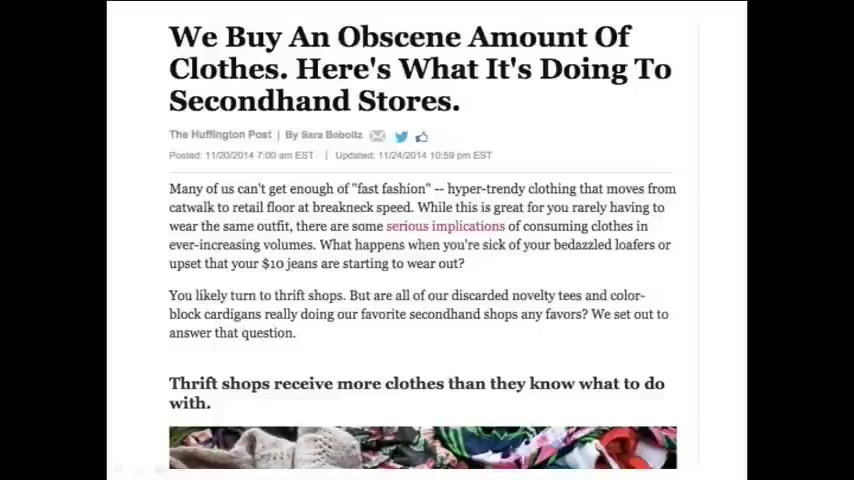 We Buy An Obscene Amount Of
Clothes. Here's What It's Doing To
Secondhand Stores.
The Huffington Post | By Sara Boboltz
Posted: 11/20/2014 7:00 am EST | Updated: 11/24/2014 10:59 pm EST
Many of us can't get enough of "fast fashion" -- hyper-trendy clothing that moves from
catwalk to retail floor at breakneck speed. While this is great for you rarely having to
wear the same outfit, there are some serious implications of consuming clothes in
ever-increasing volumes. What happens when you're sick of your bedazzled loafers or
upset that your $10 jeans are starting to wear out?
You likely turn to thrift shops. But are all of our discarded novelty tees and color-
block cardigans really doing our favorite secondhand shops any favors? We set out to
answer that question.
Thrift shops receive more clothes than they know what to do
with.